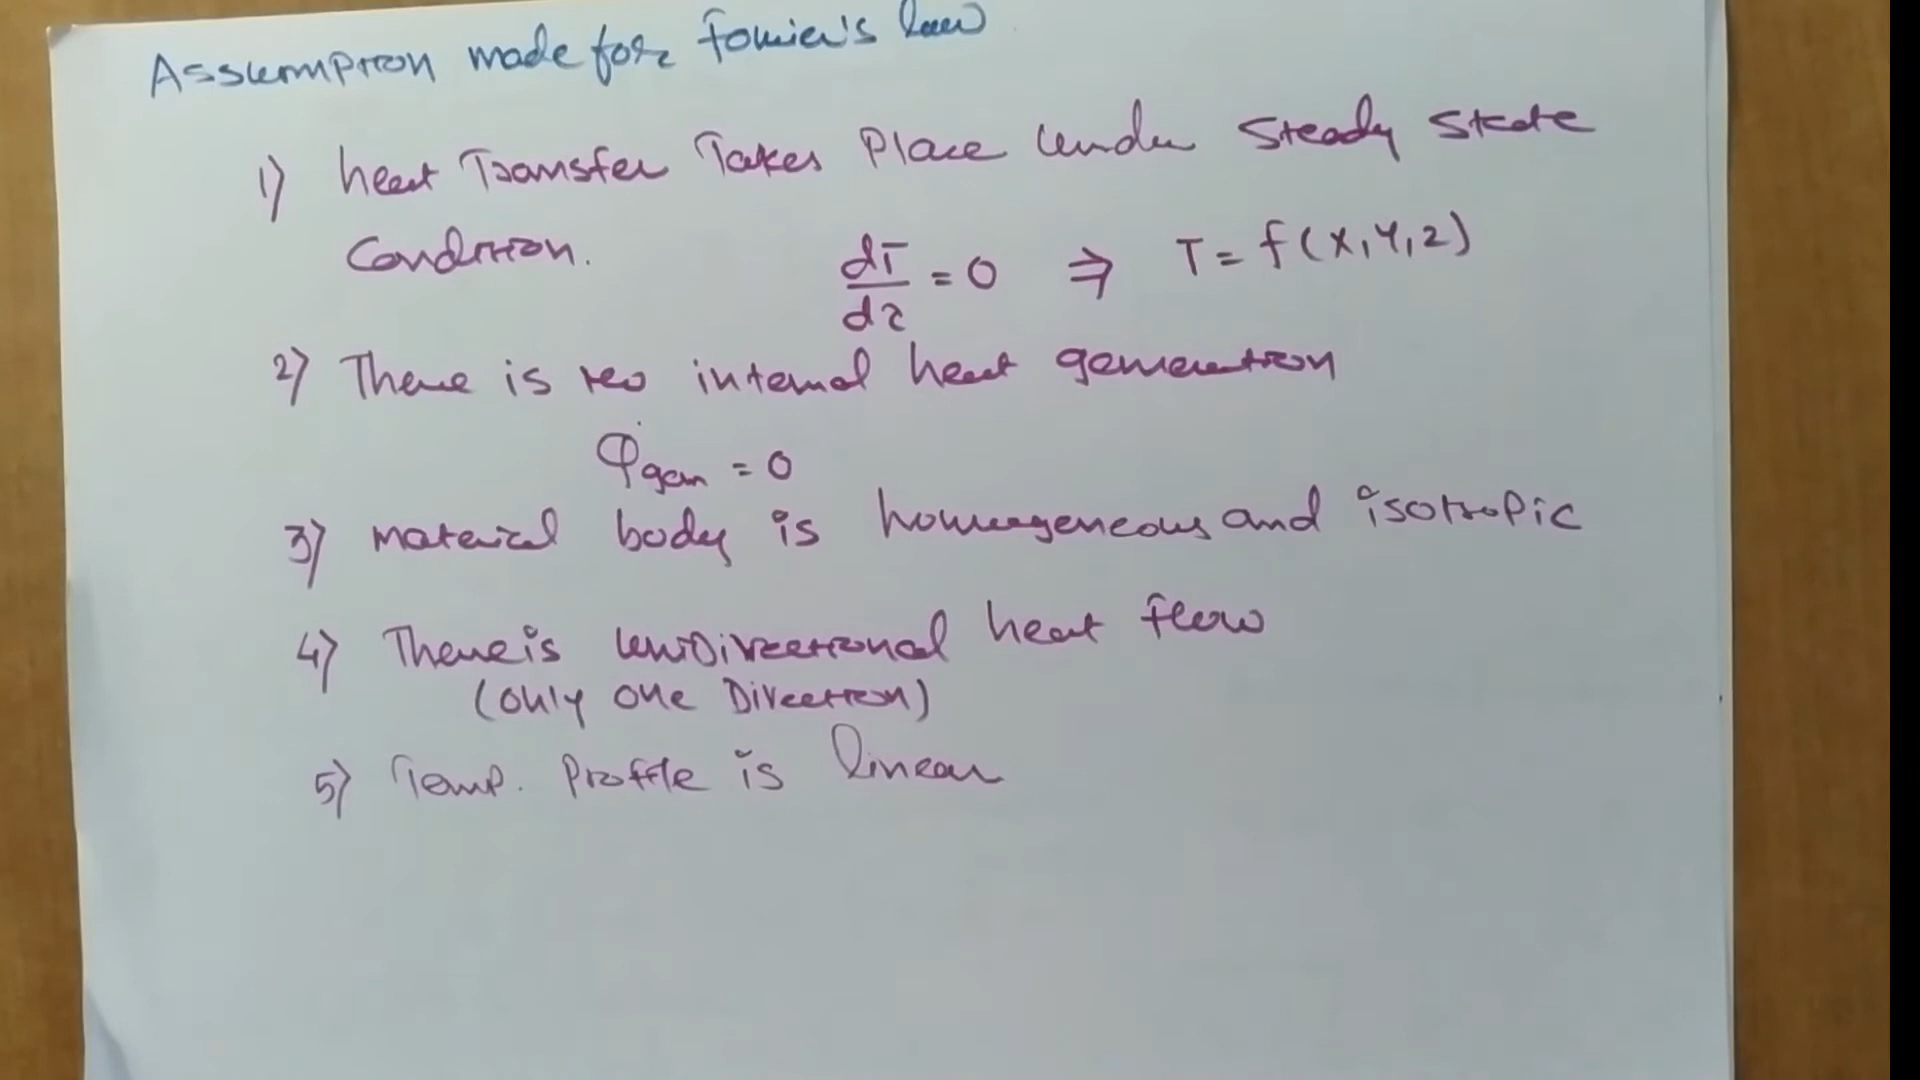 Assumption made for Fourier's law
1) heat Transfer Takes Place under Steady State
Condition.
dT/dτ = 0 ⇒ T = f(x,y,z)
2) There is no internal heat generation
q̇gen = 0
3) material body is homogeneous and isotropic
4) There is uniDirectional heat flow
(only one Direction)
5) Temp. Profile is linear